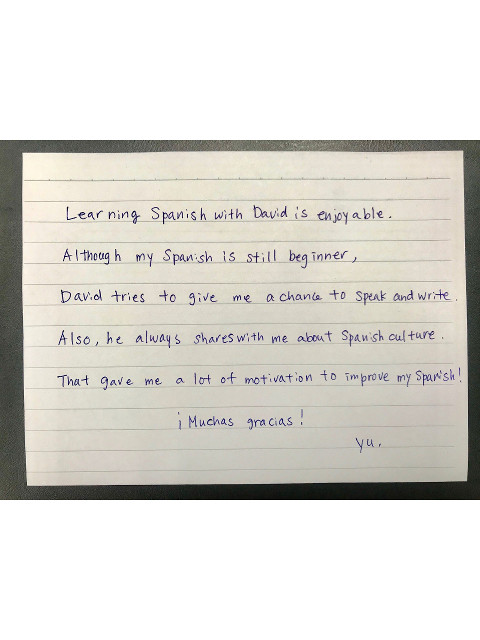 Learning Spanish with David is enjoyable.
Although my Spanish is still beginner,
David tries to give me a chance to speak and write.
Also, he always shares with me about Spanish culture.
That gave me a lot of motivation to improve my Spanish!
¡Muchas gracias!
Yu.